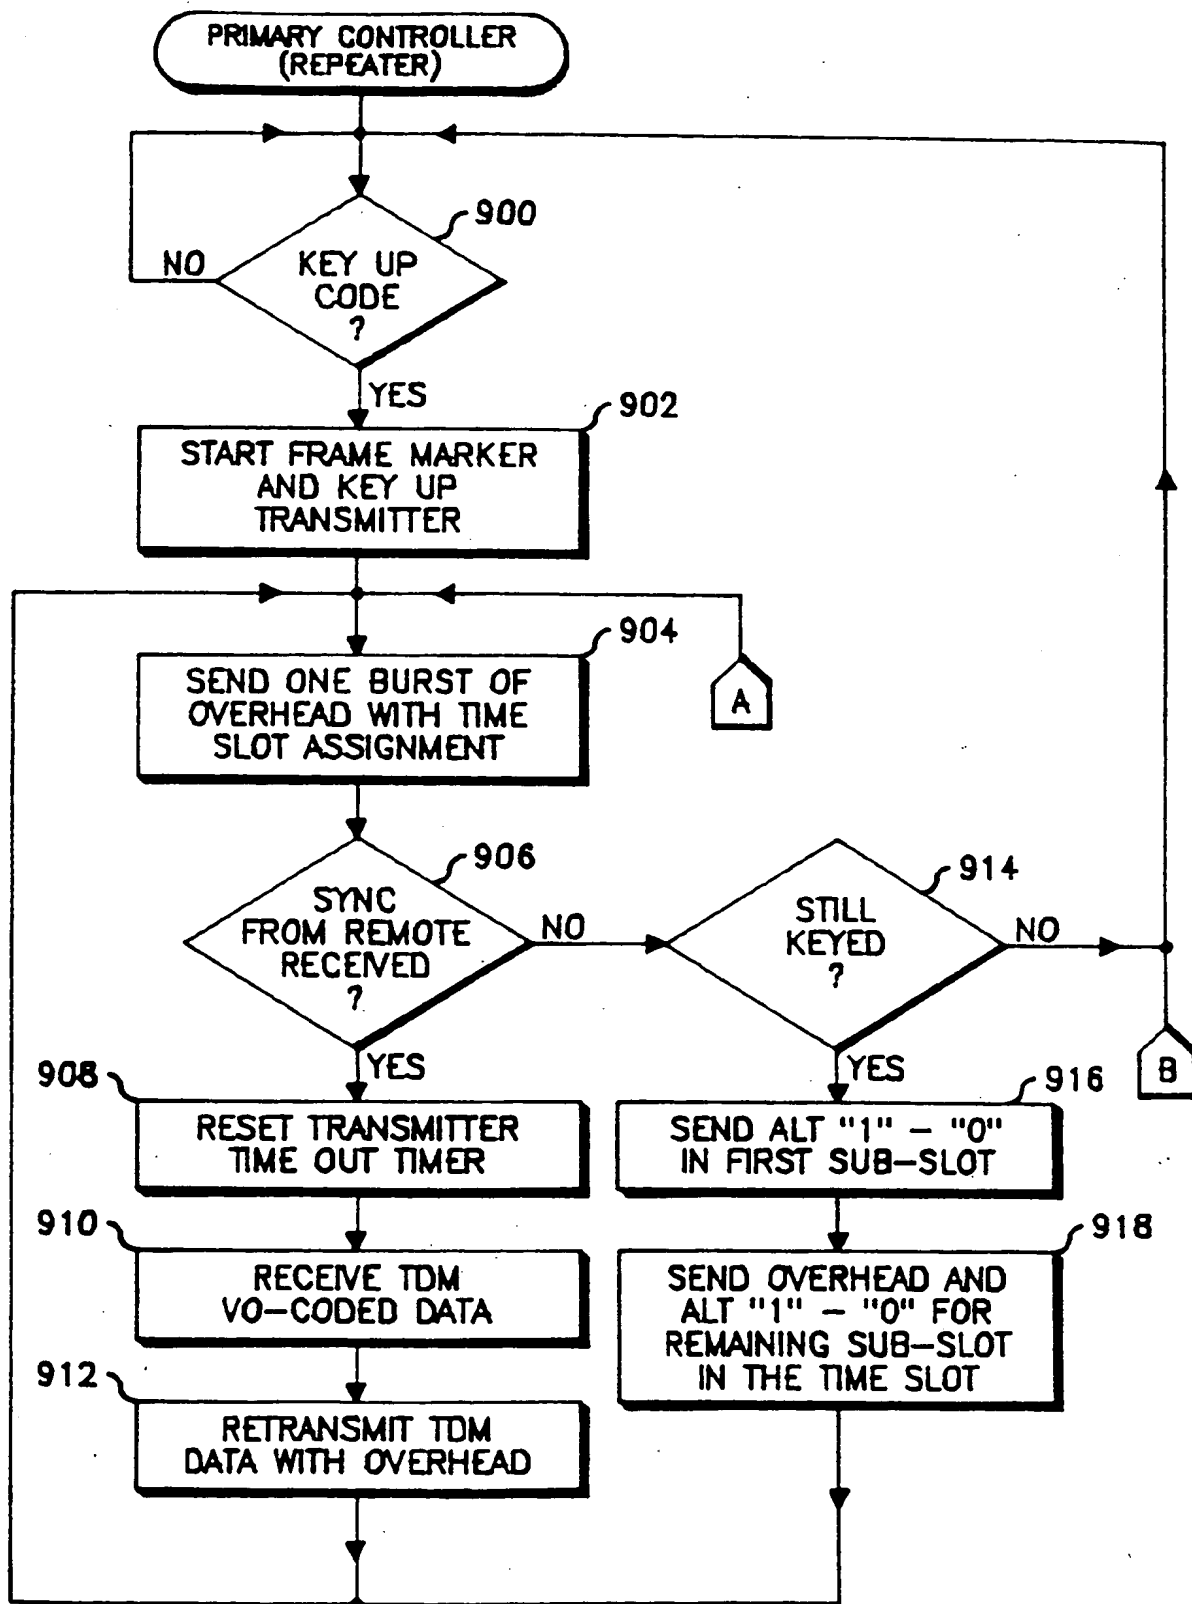 PRIMARY CONTROLLER
(REPEATER)
900
NO
KEY UP
CODE
?
YES
902
START FRAME MARKER
AND KEY UP
TRANSMITTER
904
SEND ONE BURST OF
OVERHEAD WITH TIME
SLOT ASSIGNMENT
A
906
SYNC
FROM REMOTE
RECEIVED
?
NO
914
STILL
KEYED
?
NO
YES
YES
B
908
RESET TRANSMITTER
TIME OUT TIMER
916
SEND ALT "1" - "0"
IN FIRST SUB-SLOT
910
RECEIVE TDM
VO-CODED DATA
918
SEND OVERHEAD AND
ALT "1" - "0" FOR
REMAINING SUB-SLOT
IN THE TIME SLOT
912
RETRANSMIT TDM
DATA WITH OVERHEAD